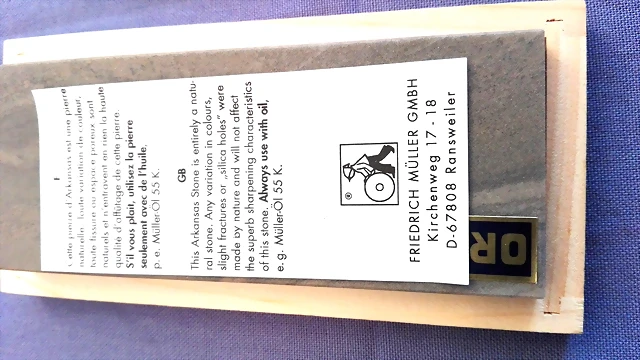 F
Cette pierre d'Arkansas est une pierre
naturelle. Toute variation de couleur,
toute fissure ou espace poreux sont
naturels et n'entravent en rien la haute
qualité d'affûtage de cette pierre.
S'il vous plaît, utilisez la pierre
seulement avec de l'huile.
p. e. Müller-Öl 55 K.
GB
This Arkansas Stone is entirely a natu-
ral stone. Any variation in colours,
slight fractures or „silica holes" were
made by nature and will not affect
the superb sharpening characteristics
of this stone. Always use with oil,
e. g. Müller-Öl 55 K.
®
FRIEDRICH MÜLLER GMBH
Kirchenweg 17 - 18
D-67808 Ransweiler
OR